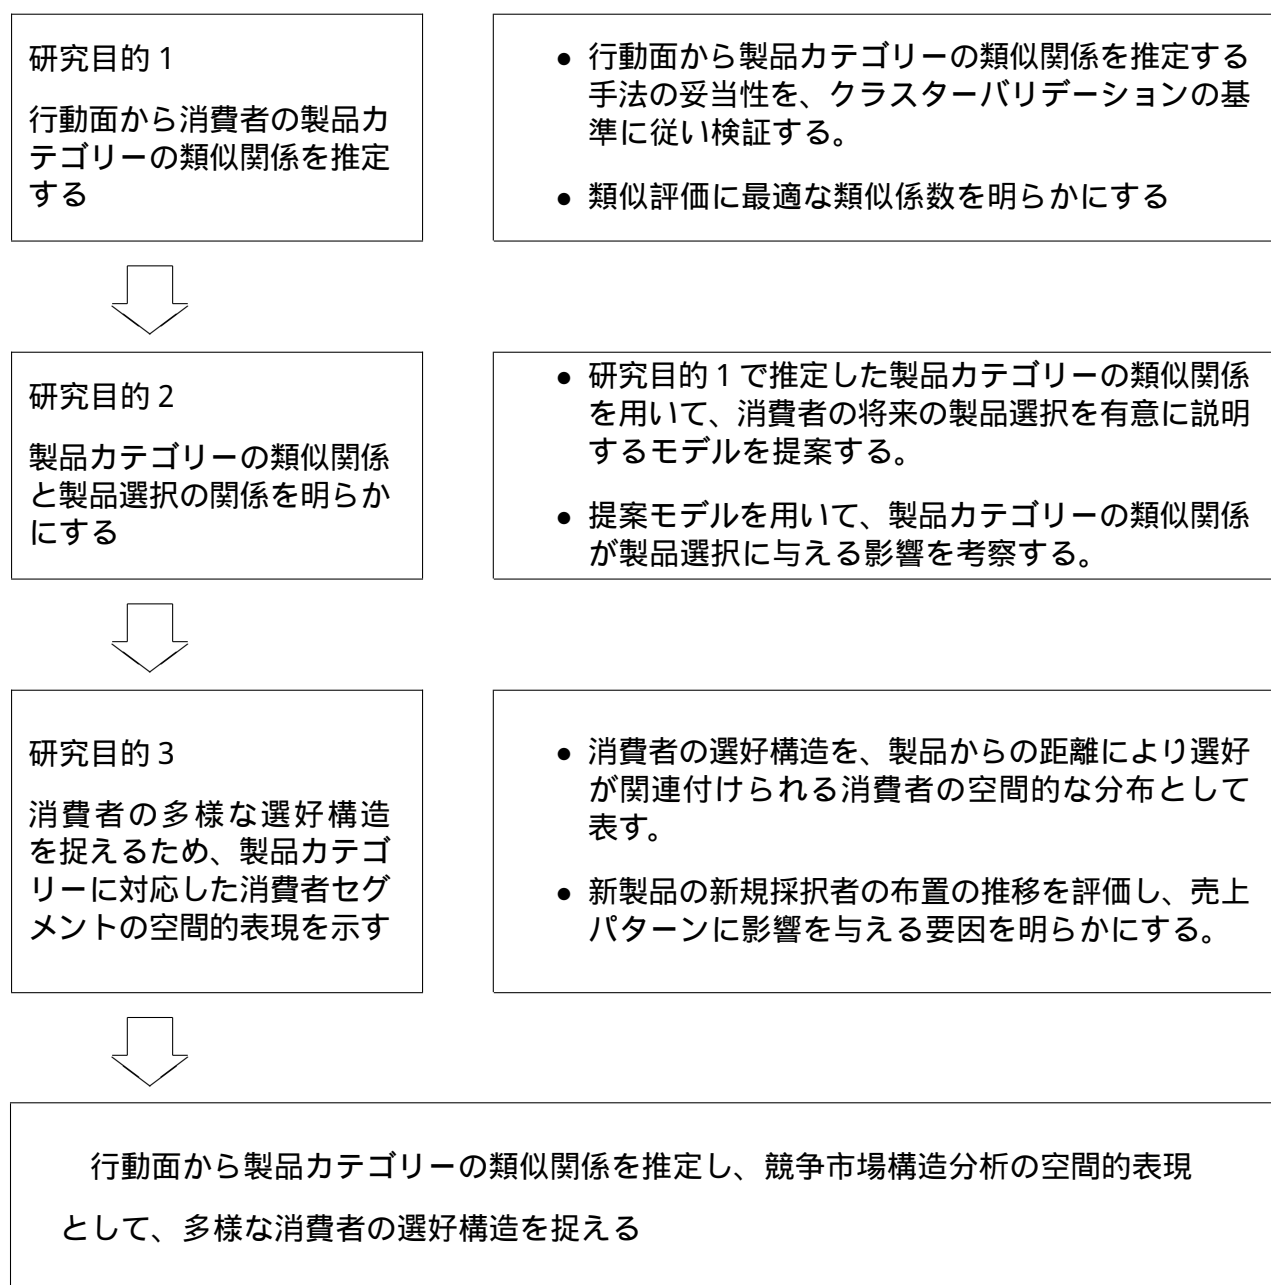 研究目的 1
行動面から消費者の製品カ
テゴリーの類似関係を推定
する
● 行動面から製品カテゴリーの類似関係を推定する
手法の妥当性を、クラスターバリデーションの基
準に従い検証する。
● 類似評価に最適な類似係数を明らかにする
研究目的 2
製品カテゴリーの類似関係
と製品選択の関係を明らか
にする
● 研究目的 1 で推定した製品カテゴリーの類似関係
を用いて、消費者の将来の製品選択を有意に説明
するモデルを提案する。
● 提案モデルを用いて、製品カテゴリーの類似関係
が製品選択に与える影響を考察する。
研究目的 3
消費者の多様な選好構造
を捉えるため、製品カテゴ
リーに対応した消費者セグ
メントの空間的表現を示す
● 消費者の選好構造を、製品からの距離により選好
が関連付けられる消費者の空間的な分布として
表す。
● 新製品の新規採択者の布置の推移を評価し、売上
パターンに影響を与える要因を明らかにする。
行動面から製品カテゴリーの類似関係を推定し、競争市場構造分析の空間的表現
として、多様な消費者の選好構造を捉える